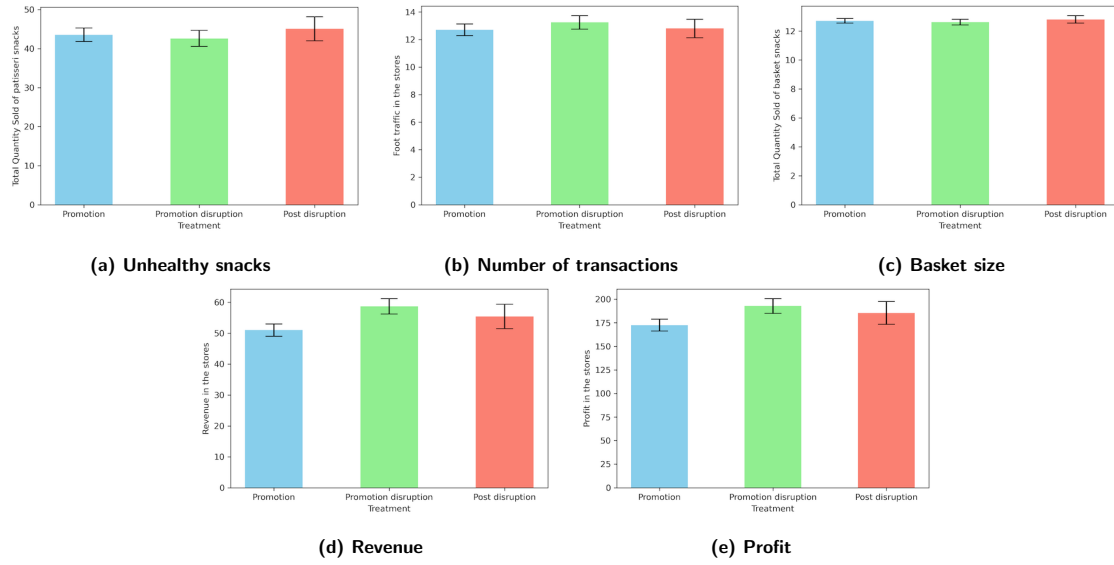 Total Quantity Sold of patisseri snacks
50
40
30
20
10
0
Promotion
Promotion disruption
Post disruption
Treatment
(a) Unhealthy snacks
Foot traffic in the stores
14
12
10
8
6
4
2
0
Promotion
Promotion disruption
Post disruption
Treatment
(b) Number of transactions
Total Quantity Sold of basket snacks
12
10
8
6
4
2
0
Promotion
Promotion disruption
Post disruption
Treatment
(c) Basket size
Revenue in the stores
60
50
40
30
20
10
0
Promotion
Promotion disruption
Post disruption
Treatment
(d) Revenue
Profit in the stores
200
175
150
125
100
75
50
25
0
Promotion
Promotion disruption
Post disruption
Treatment
(e) Profit